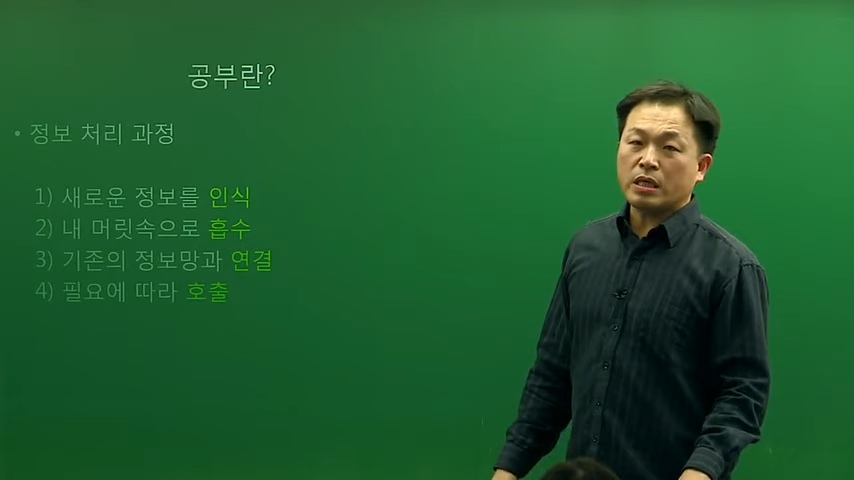 공부란?
• 정보 처리 과정
1) 새로운 정보를 인식
2) 내 머릿속으로 흡수
3) 기존의 정보망과 연결
4) 필요에 따라 호출